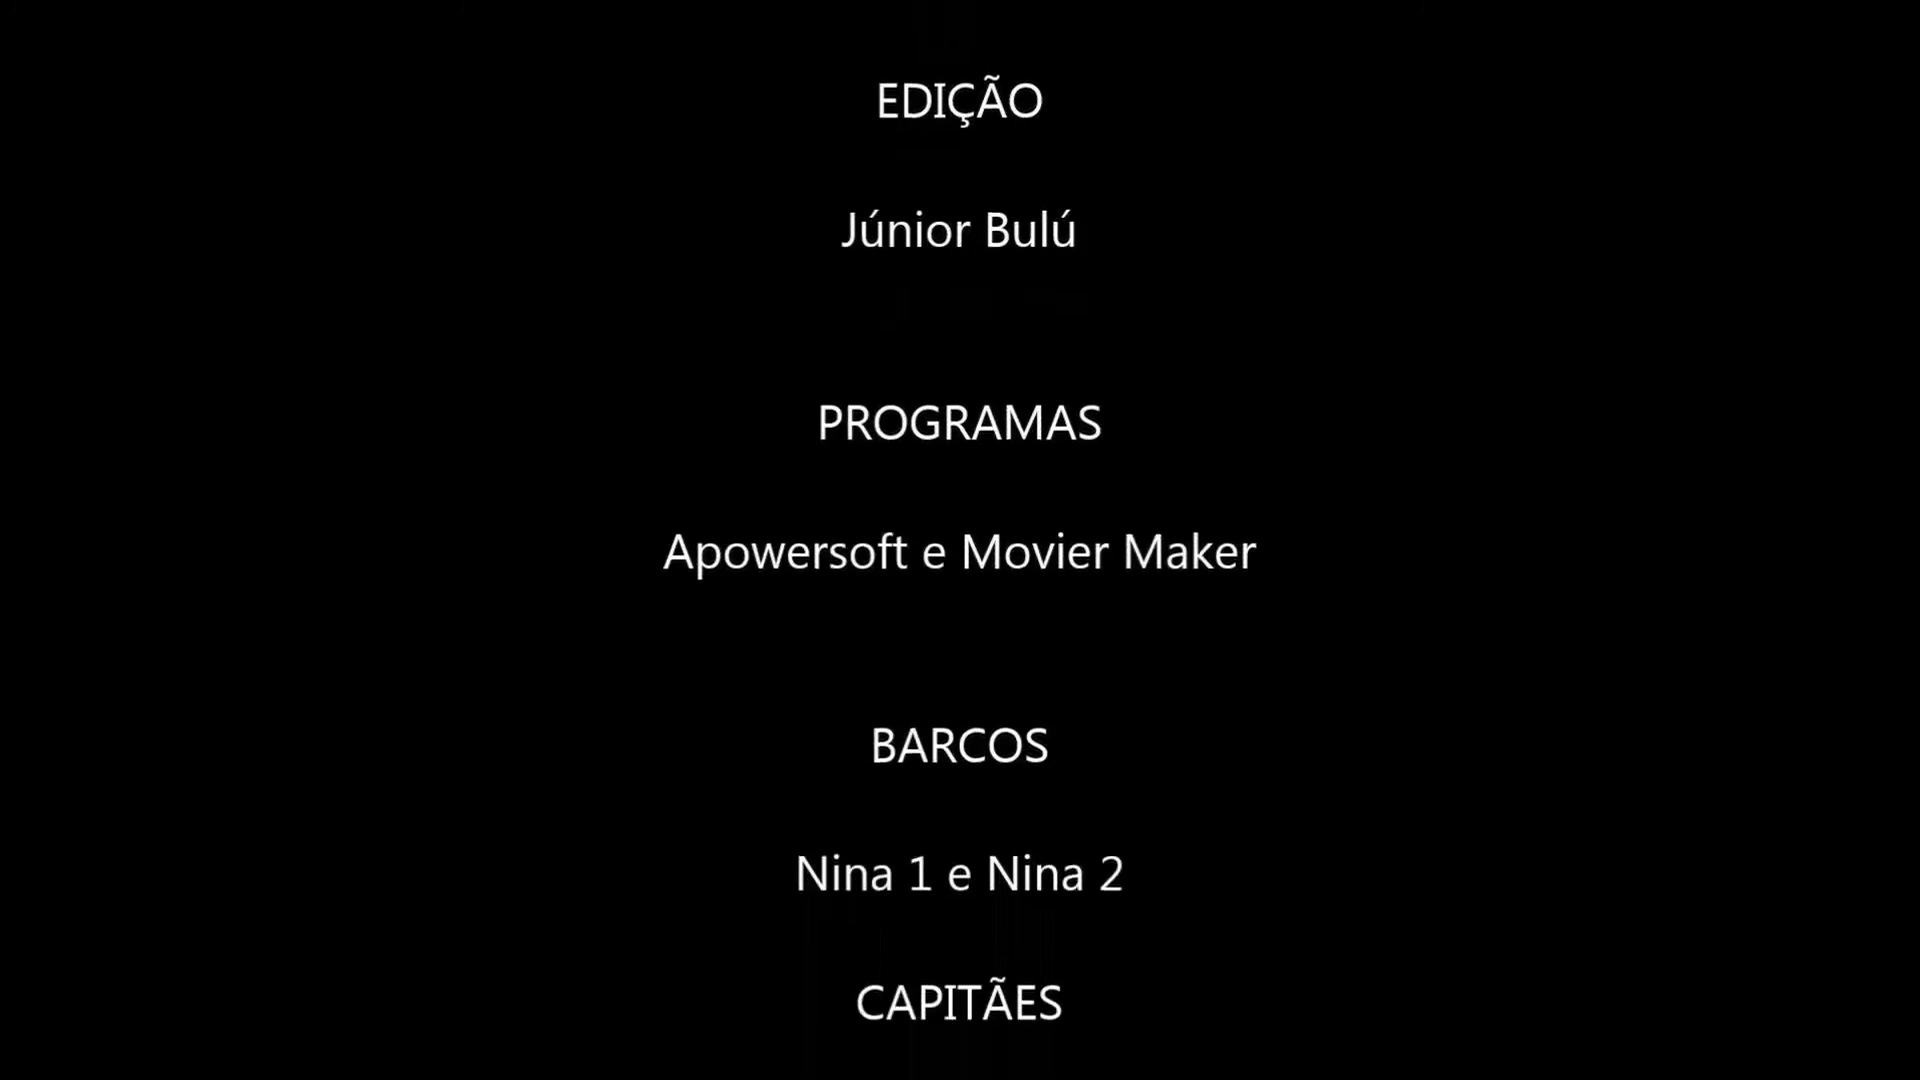 EDIÇÃO
Júnior Bulú
PROGRAMAS
Apowersoft e Movier Maker
BARCOS
Nina 1 e Nina 2
CAPITÃES